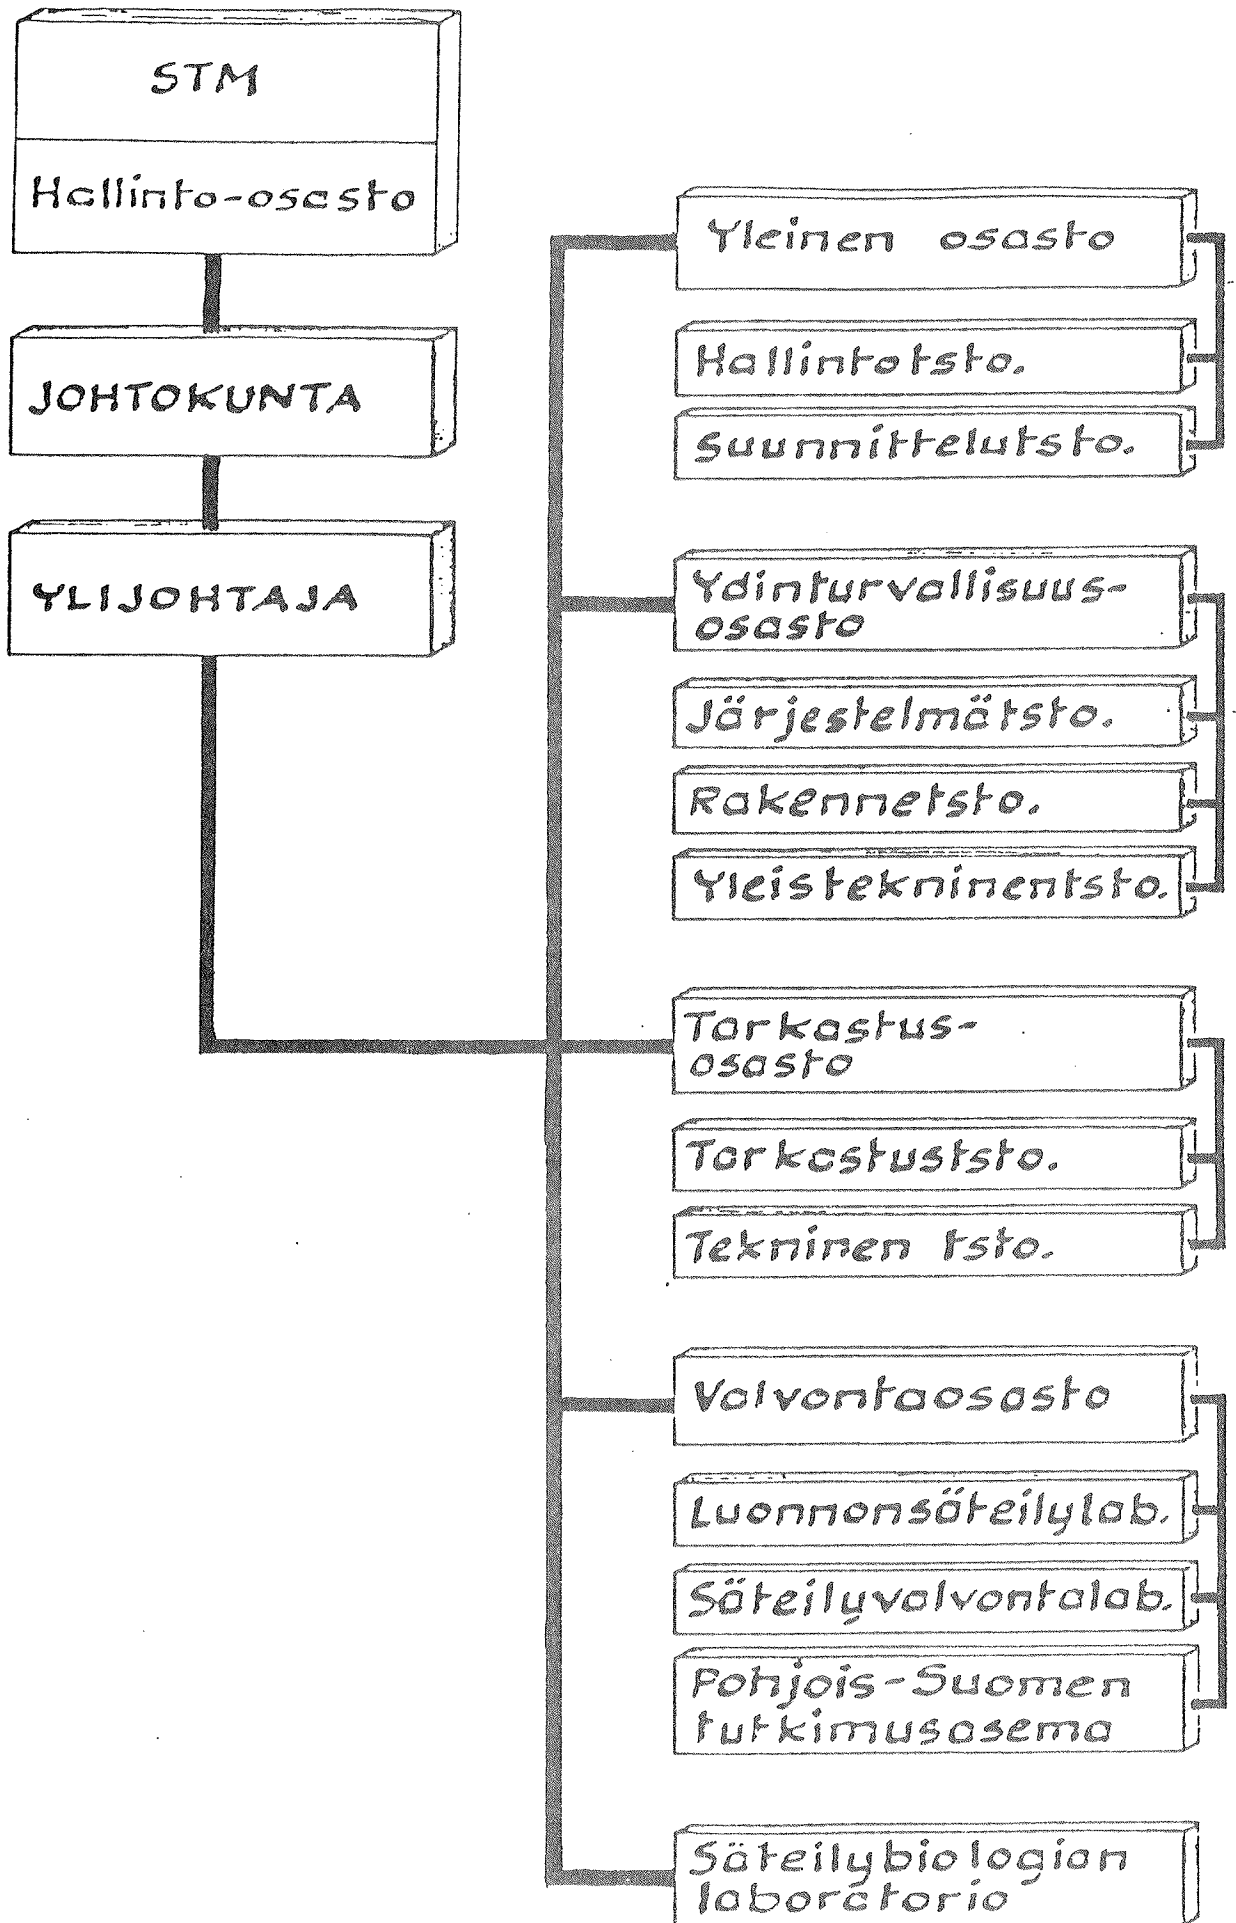 STM
Hallinto-osasto
JOHTOKUNTA
YLIJOHTAJA
Yleinen osasto
Hallintotsto.
Suunnittelutsto.
Ydinturvallisuus-
osasto
Järjestelmätsto.
Rakennetsto.
Yleistekninentsto.
Tarkastus-
osasto
Tarkastuststo.
Tekninen tsto.
Valvontaosasto
Luonnonsäteilylab.
Säteilyvalvontalab.
Pohjois-Suomen
tutkimusasema
Säteilybiologian
laboratorio